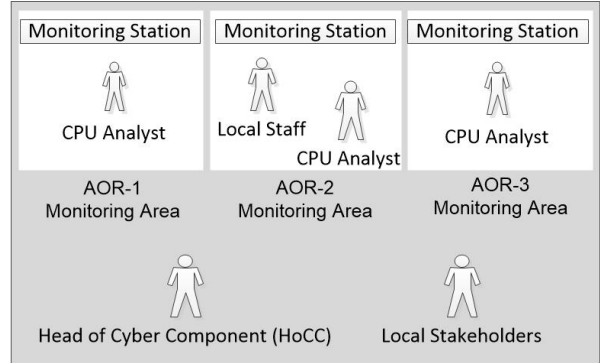 Monitoring Station
Monitoring Station
Monitoring Station
CPU Analyst
Local Staff
CPU Analyst
CPU Analyst
AOR-1
Monitoring Area
AOR-2
Monitoring Area
AOR-3
Monitoring Area
Head of Cyber Component (HoCC)
Local Stakeholders